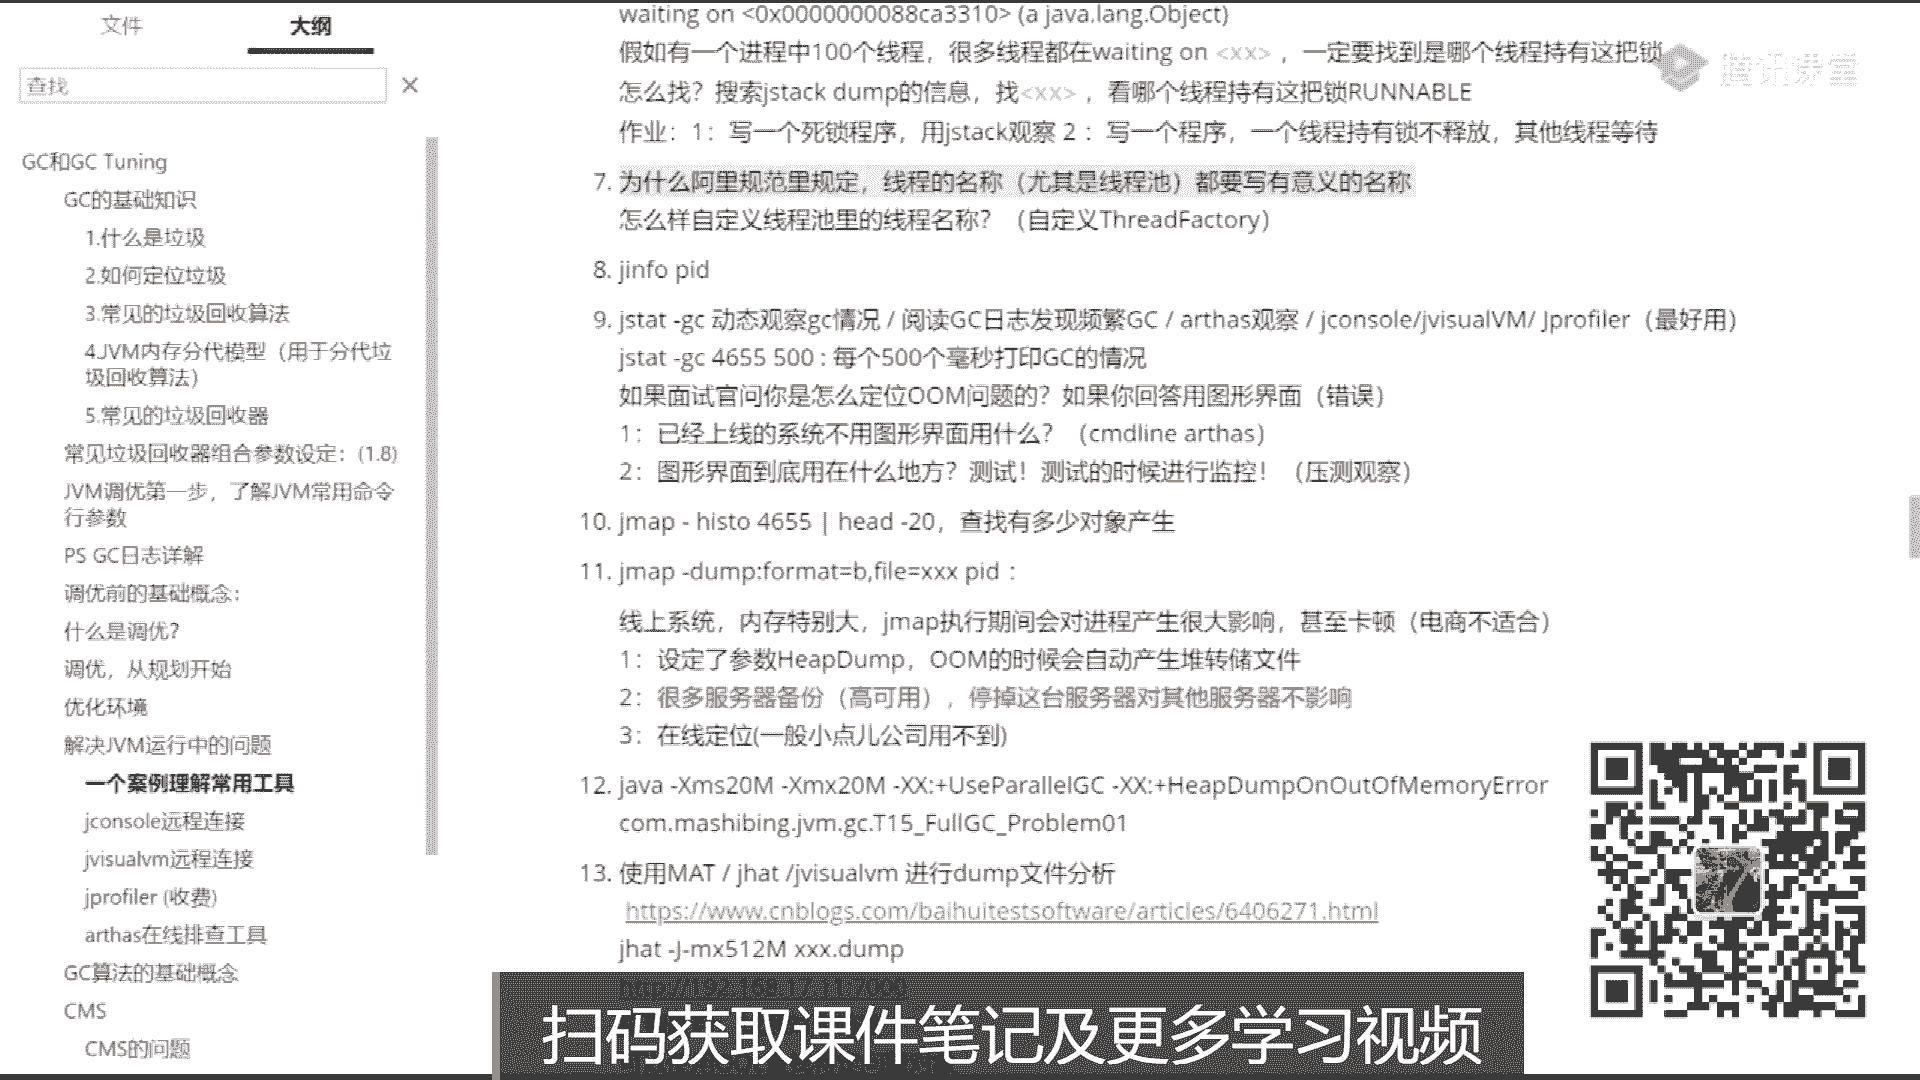 文件
大纲
查找
GC和GC Tuning
GC的基础知识
1.什么是垃圾
2.如何定位垃圾
3.常见的垃圾回收算法
4.JVM内存分代模型（用于分代垃
圾回收算法）
5.常见的垃圾回收器
常见垃圾回收器组合参数设定：(1.8)
JVM调优第一步，了解JVM常用命令
行参数
PS GC日志详解
调优前的基础概念：
什么是调优？
调优，从规划开始
优化环境
解决JVM运行中的问题
一个案例理解常用工具
jconsole远程连接
jvisualvm远程连接
jprofiler (收费)
arthas在线排查工具
GC算法的基础概念
CMS
CMS的问题
waiting on <0x0000000088ca3310> (a java.lang.Object)
假如有一个进程中100个线程，很多线程都在waiting on <xx> ，一定要找到是哪个线程持有这把锁
怎么找？搜索jstack dump的信息，找<xx> ，看哪个线程持有这把锁RUNNABLE
作业：1：写一个死锁程序，用jstack观察 2 ：写一个程序，一个线程持有锁不释放，其他线程等待
7. 为什么阿里规范里规定，线程的名称（尤其是线程池）都要写有意义的名称
怎么样自定义线程池里的线程名称？（自定义ThreadFactory）
8. jinfo pid
9. jstat -gc 动态观察gc情况 / 阅读GC日志发现频繁GC / arthas观察 / jconsole/jvisualVM/ Jprofiler（最好用）
jstat -gc 4655 500 : 每个500个毫秒打印GC的情况
如果面试官问你是怎么定位OOM问题的？如果你回答用图形界面（错误）
1：已经上线的系统不用图形界面用什么？（cmdline arthas）
2：图形界面到底用在什么地方？测试！测试的时候进行监控！（压测观察）
10. jmap - histo 4655 | head -20，查找有多少对象产生
11. jmap -dump:format=b,file=xxx pid ：
线上系统，内存特别大，jmap执行期间会对进程产生很大影响，甚至卡顿（电商不适合）
1：设定了参数HeapDump，OOM的时候会自动产生堆转储文件
2：很多服务器备份（高可用），停掉这台服务器对其他服务器不影响
3：在线定位(一般小点儿公司用不到)
12. java -Xms20M -Xmx20M -XX:+UseParallelGC -XX:+HeapDumpOnOutOfMemoryError
com.mashibing.jvm.gc.T15_FullGC_Problem01
13. 使用MAT / jhat /jvisualvm 进行dump文件分析
https://www.cnblogs.com/baihuitestsoftware/articles/6406271.html
jhat -J-mx512M xxx.dump
http://192.168.17.11:7000
扫码获取课件笔记及更多学习视频
腾讯课堂